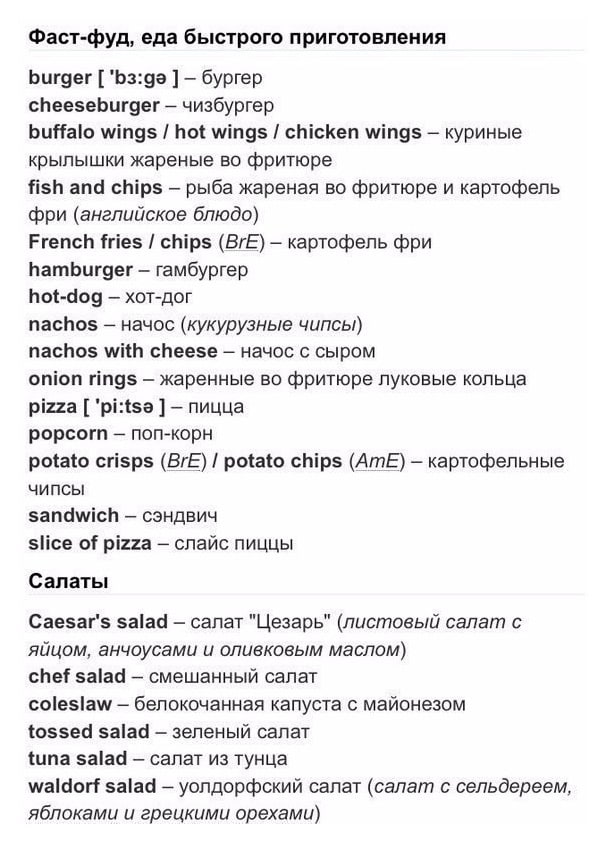 Фаст-фуд, еда быстрого приготовления
burger [ 'bɜ:gə ] – бургер
cheeseburger – чизбургер
buffalo wings / hot wings / chicken wings – куриные
крылышки жареные во фритюре
fish and chips – рыба жареная во фритюре и картофель
фри (английское блюдо)
French fries / chips (BrE) – картофель фри
hamburger – гамбургер
hot-dog – хот-дог
nachos – начос (кукурузные чипсы)
nachos with cheese – начос с сыром
onion rings – жаренные во фритюре луковые кольца
pizza [ 'pi:tsə ] – пицца
popcorn – поп-корн
potato crisps (BrE) / potato chips (AmE) – картофельные
чипсы
sandwich – сэндвич
slice of pizza – слайс пиццы
Салаты
Caesar's salad – салат "Цезарь" (листовый салат с
яйцом, анчоусами и оливковым маслом)
chef salad – смешанный салат
coleslaw – белокочанная капуста с майонезом
tossed salad – зеленый салат
tuna salad – салат из тунца
waldorf salad – уолдорфский салат (салат с сельдереем,
яблоками и грецкими орехами)